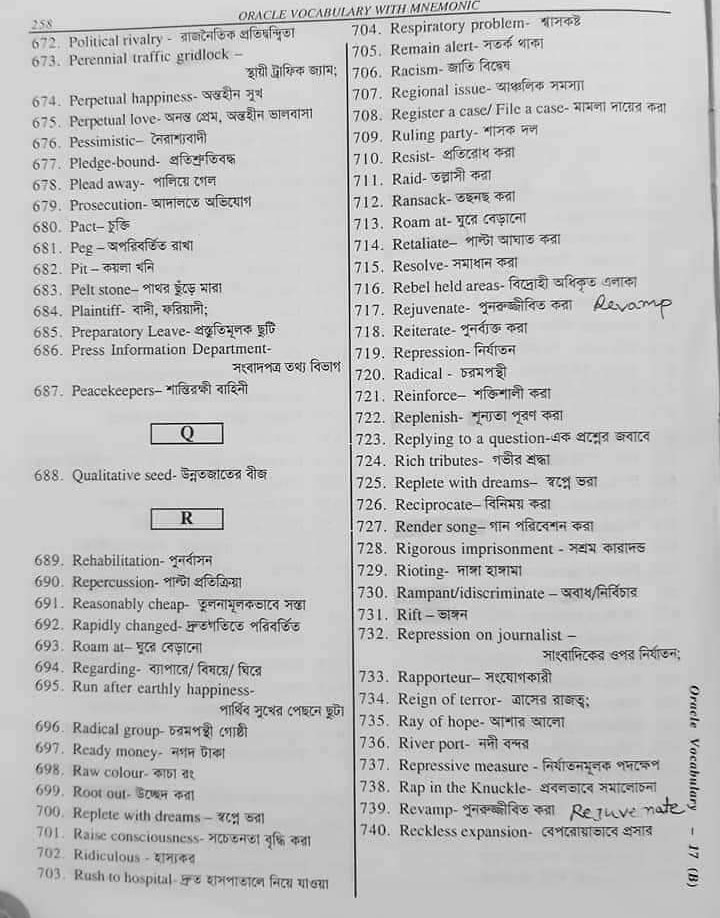 258
ORACLE VOCABULARY WITH MNEMONIC
672. Political rivalry - রাজনৈতিক প্রতিদ্বন্দ্বিতা
673. Perennial traffic gridlock –
স্থায়ী ট্রাফিক জ্যাম;
674. Perpetual happiness- অন্তহীন সুখ
675. Perpetual love- অনন্ত প্রেম, অন্তহীন ভালবাসা
676. Pessimistic– নৈরাশ্যবাদী
677. Pledge-bound- প্রতিশ্রুতিবদ্ধ
678. Plead away- পালিয়ে গেল
679. Prosecution- আদালতে অভিযোগ
680. Pact– চুক্তি
681. Peg – অপরিবর্তিত রাখা
682. Pit – কয়লা খনি
683. Pelt stone– পাথর ছুঁড়ে মারা
684. Plaintiff- বাদী, ফরিয়াদী;
685. Preparatory Leave- প্রস্তুতিমূলক ছুটি
686. Press Information Department-
সংবাদপত্র তথ্য বিভাগ
687. Peacekeepers– শান্তিরক্ষী বাহিনী
Q
688. Qualitative seed- উন্নতজাতের বীজ
R
689. Rehabilitation- পুনর্বাসন
690. Repercussion- পাল্টা প্রতিক্রিয়া
691. Reasonably cheap- তুলনামূলকভাবে সস্তা
692. Rapidly changed- দ্রুতগতিতে পরিবর্তিত
693. Roam at– ঘুরে বেড়ানো
694. Regarding- ব্যাপারে/ বিষয়ে/ ঘিরে
695. Run after earthly happiness-
পার্থিব সুখের পেছনে ছুটা
696. Radical group- চরমপন্থী গোষ্ঠী
697. Ready money- নগদ টাকা
698. Raw colour- কাচা রং
699. Root out- উচ্ছেদ করা
700. Replete with dreams – স্বপ্নে ভরা
701. Raise consciousness- সচেতনতা বৃদ্ধি করা
702. Ridiculous - হাস্যকর
703. Rush to hospital- দ্রুত হাসপাতালে নিয়ে যাওয়া
704. Respiratory problem- শ্বাসকষ্ট
705. Remain alert- সতর্ক থাকা
706. Racism- জাতি বিদ্বেষ
707. Regional issue- আঞ্চলিক সমস্যা
708. Register a case/ File a case- মামলা দায়ের করা
709. Ruling party- শাসক দল
710. Resist- প্রতিরোধ করা
711. Raid- তল্লাসী করা
712. Ransack- তছনছ করা
713. Roam at- ঘুরে বেড়ানো
714. Retaliate– পাল্টা আঘাত করা
715. Resolve- সমাধান করা
716. Rebel held areas- বিদ্রোহী অধিকৃত এলাকা
717. Rejuvenate- পুনরুজ্জীবিত করা Revamp
718. Reiterate- পুনর্ব্যক্ত করা
719. Repression- নির্যাতন
720. Radical - চরমপন্থী
721. Reinforce– শক্তিশালী করা
722. Replenish- শূন্যতা পূরণ করা
723. Replying to a question-এক প্রশ্নের জবাবে
724. Rich tributes- গভীর শ্রদ্ধা
725. Replete with dreams– স্বপ্নে ভরা
726. Reciprocate– বিনিময় করা
727. Render song– গান পরিবেশন করা
728. Rigorous imprisonment - সশ্রম কারাদন্ড
729. Rioting- দাঙ্গা হাঙ্গামা
730. Rampant/idiscriminate – অবাধ/নির্বিচার
731. Rift – ভাঙ্গন
732. Repression on journalist –
সাংবাদিকের ওপর নির্যাতন;
733. Rapporteur– সংযোগকারী
734. Reign of terror- ত্রাসের রাজত্ব;
735. Ray of hope- আশার আলো
736. River port- নদী বন্দর
737. Repressive measure - নির্যাতনমূলক পদক্ষেপ
738. Rap in the Knuckle- প্রবলভাবে সমালোচনা
739. Revamp- পুনরুজ্জীবিত করা Rejuvenate
740. Reckless expansion- বেপরোয়াভাবে প্রসার
Oracle Vocabulary – 17 (B)